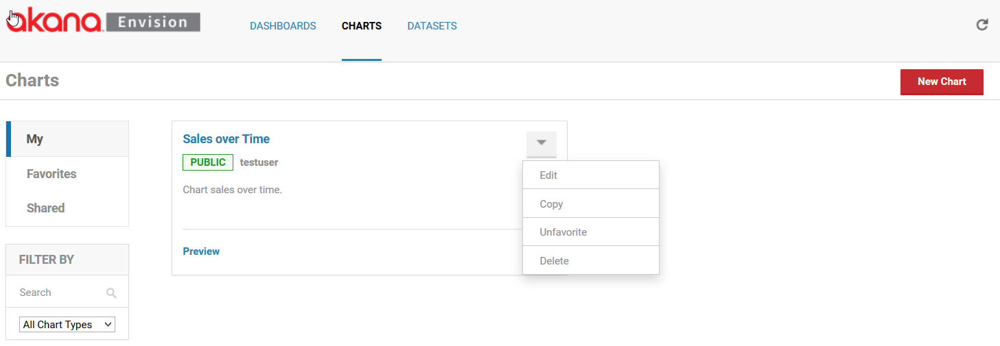 akana Envision
DASHBOARDS CHARTS DATASETS
Charts
New Chart
My
Favorites
Shared
FILTER BY
Search
All Chart Types
Sales over Time
PUBLIC testuser
Chart sales over time.
Preview
Edit
Copy
Unfavorite
Delete